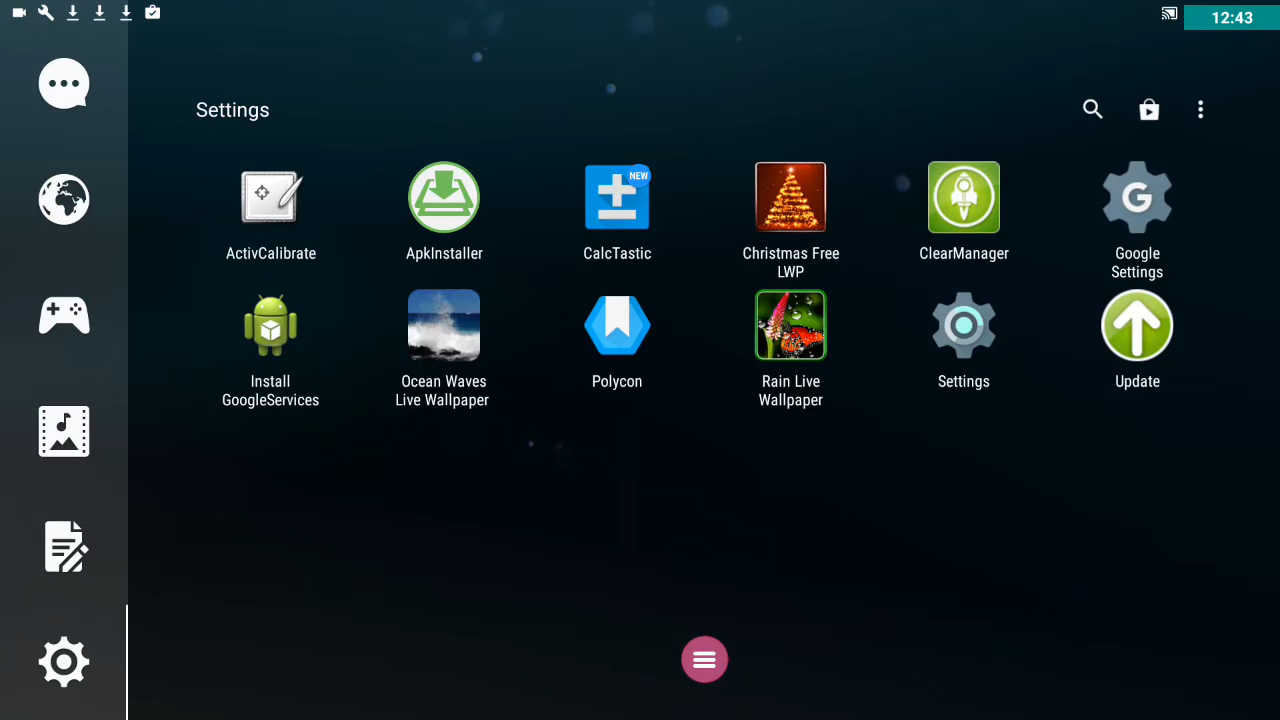 12:43
Settings
NEW
G
ActivCalibrate
ApkInstaller
CalcTastic
Christmas Free
LWP
ClearManager
Google
Settings
Install
GoogleServices
Ocean Waves
Live Wallpaper
Polycon
Rain Live
Wallpaper
Settings
Update